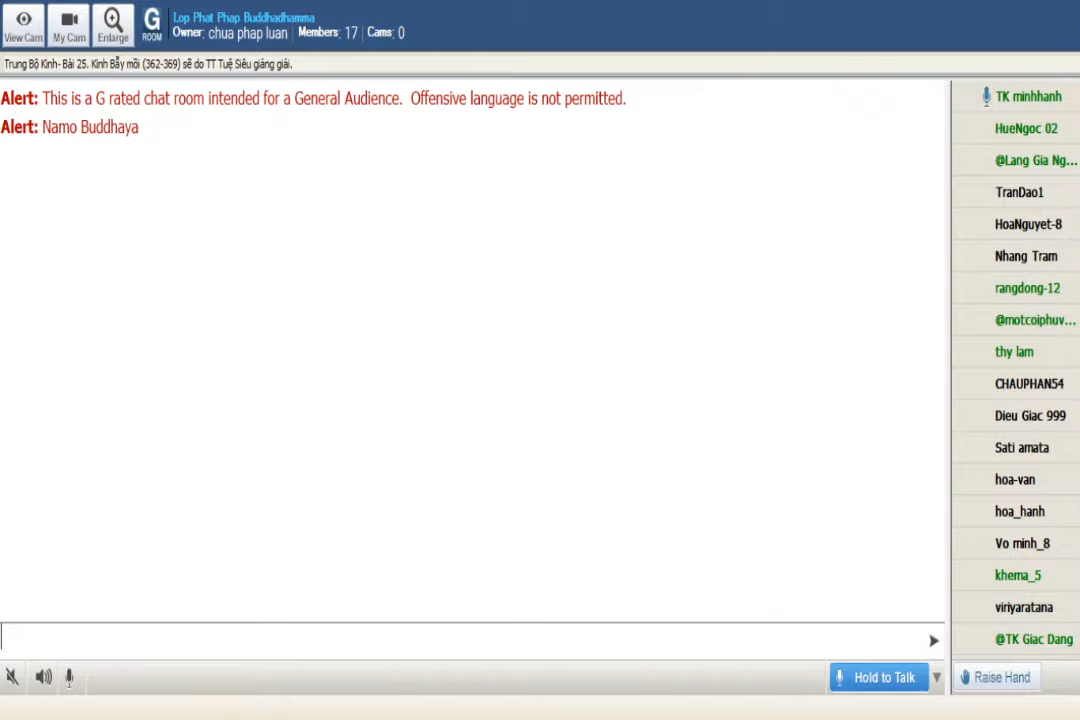 View Cam
My Cam
Enlarge
G
ROOM
Lop Phat Phap Buddhadhamma
Owner: chua phap luan | Members: 17 | Cams: 0
Trung Bộ Kinh- Bài 25. Kinh Bẫy mồi (362-369) sẽ do TT Tuệ Siêu giảng giải.
Alert: This is a G rated chat room intended for a General Audience. Offensive language is not permitted.
Alert: Namo Buddhaya
TK minhhanh
HueNgoc 02
@Lang Gia Ng...
TranDao1
HoaNguyet-8
Nhang Tram
rangdong-12
@motcoiphuv...
thy lam
CHAUPHAN54
Dieu Giac 999
Sati amata
hoa-van
hoa_hanh
Vo minh_8
khema_5
viriyaratana
@TK Giac Dang
Hold to Talk
Raise Hand